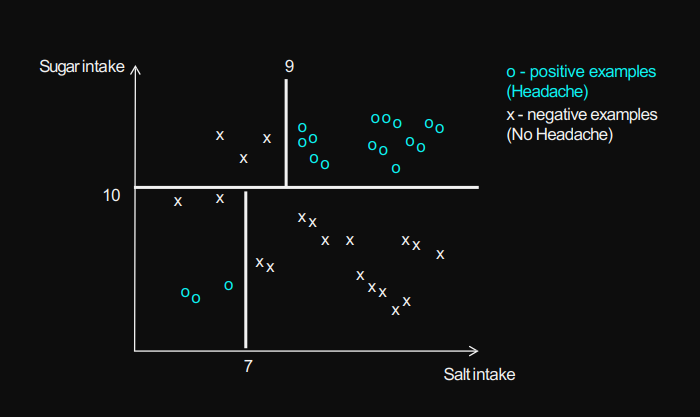 Sugar intake
9
o - positive examples
(Headache)
x - negative examples
(No Headache)
10
7
Salt intake